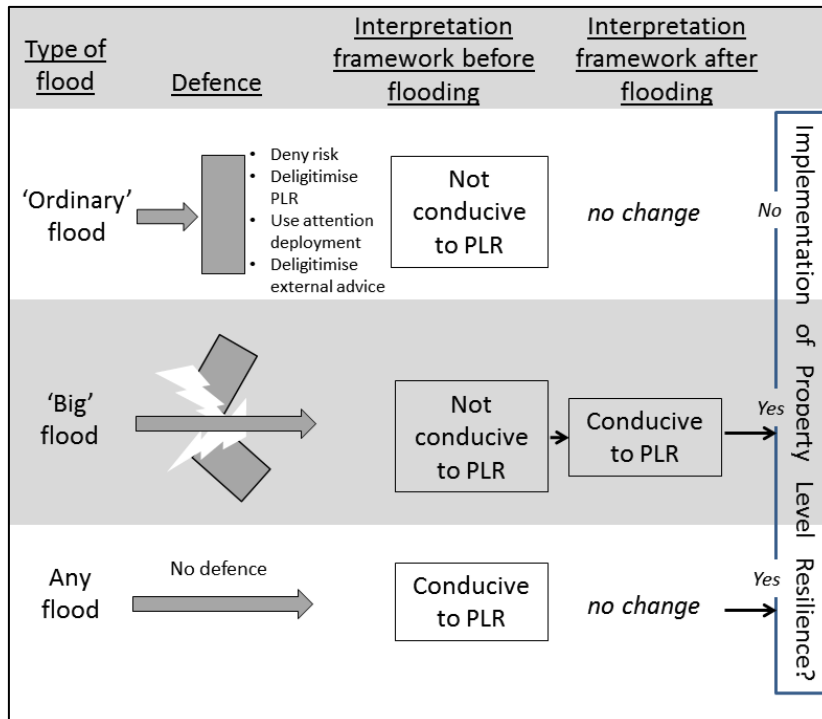 Type of
flood
Defence
Interpretation
framework before
flooding
Interpretation
framework after
flooding
'Ordinary'
flood
• Deny risk
• Deligitimise
PLR
• Use attention
deployment
• Deligitimise
external advice
Not
conducive
to PLR
no change
No
'Big'
flood
Not
conducive
to PLR
Conducive
to PLR
Yes
Any
flood
No defence
Conducive
to PLR
no change
Yes
Implementation of Property Level Resilience?